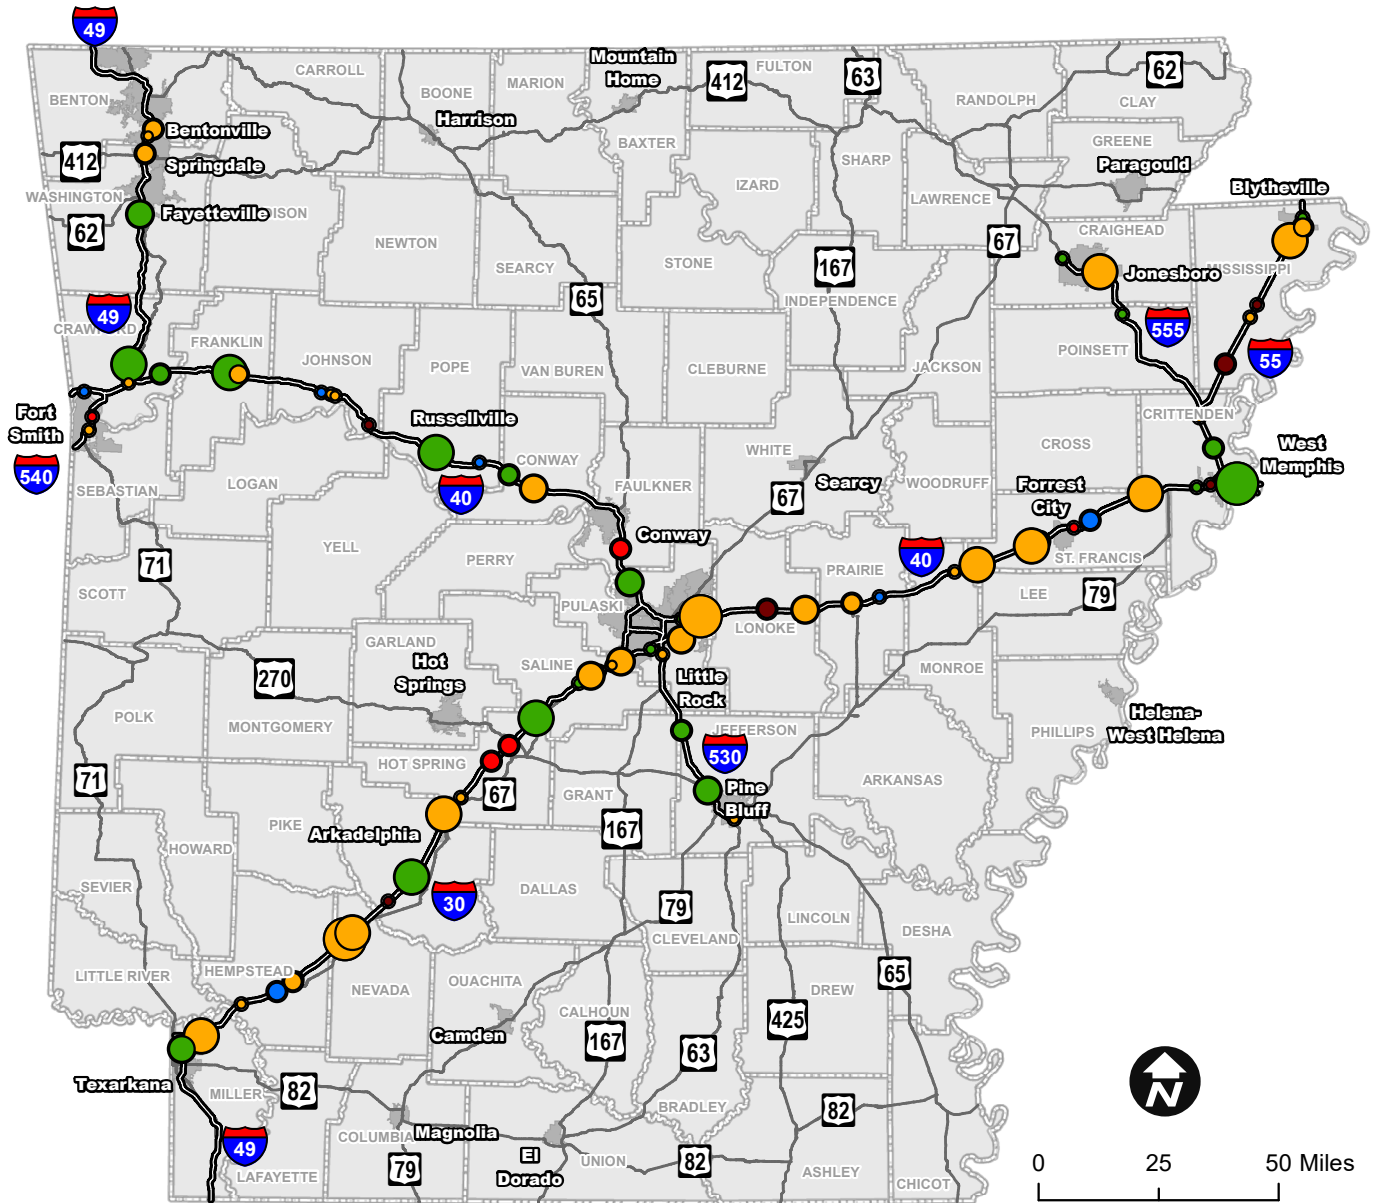 49
CARROLL
BOONE
MARION
Mountain
Home
412
FULTON
63
62
BENTON
RANDOLPH
CLAY
Harrison
Bentonville
BAXTER
GREENE
412
Springdale
SHARP
Paragould
IZARD
WASHINGTON
LAWRENCE
Blytheville
Fayetteville
DISON
62
NEWTON
67
CRAIGHEAD
SEARCY
STONE
167
Jonesboro
MISSISSIPPI
65
INDEPENDENCE
49
CRAWFORD
FRANKLIN
555
JOHNSON
POPE
VAN BUREN
CLEBURNE
JACKSON
POINSETT
55
Fort
Smith
Russellville
CRITTENDEN
540
CONWAY
WHITE
CROSS
West
Memphis
SEBASTIAN
LOGAN
40
FAULKNER
67
Searcy
WOODRUFF
Forrest
City
Conway
YELL
PERRY
40
ST. FRANCIS
71
PRAIRIE
SCOTT
PULASKI
LEE
79
LONOKE
GARLAND
Hot
Springs
SALINE
270
Little
Rock
MONROE
POLK
MONTGOMERY
JEFFERSON
PHILLIPS
Helena-
West Helena
530
HOT SPRING
71
67
GRANT
Pine
Bluff
ARKANSAS
PIKE
Arkadelphia
167
HOWARD
SEVIER
DALLAS
30
79
LINCOLN
CLEVELAND
DESHA
LITTLE RIVER
HEMPSTEAD
OUACHITA
65
NEVADA
DREW
CALHOUN
425
Camden
167
63
Texarkana
82
MILLER
82
BRADLEY
49
COLUMBIA
Magnolia
El
Dorado
UNION
82
79
LAFAYETTE
ASHLEY
CHICOT
N
0 25 50 Miles